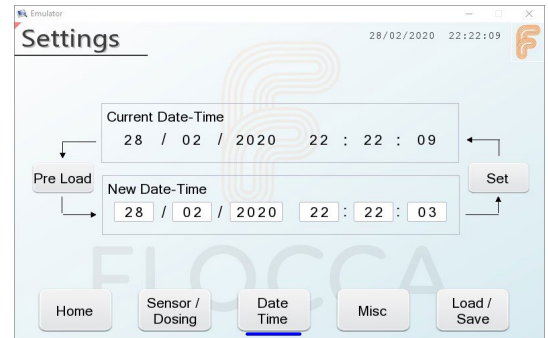 Emulator
Settings
28/02/2020 22:22:09
Current Date-Time
28 / 02 / 2020 22 : 22 : 09
Pre Load
Set
New Date-Time
28 / 02 / 2020 22 : 22 : 03
FLOCCA
Home
Sensor /
Dosing
Date
Time
Misc
Load /
Save